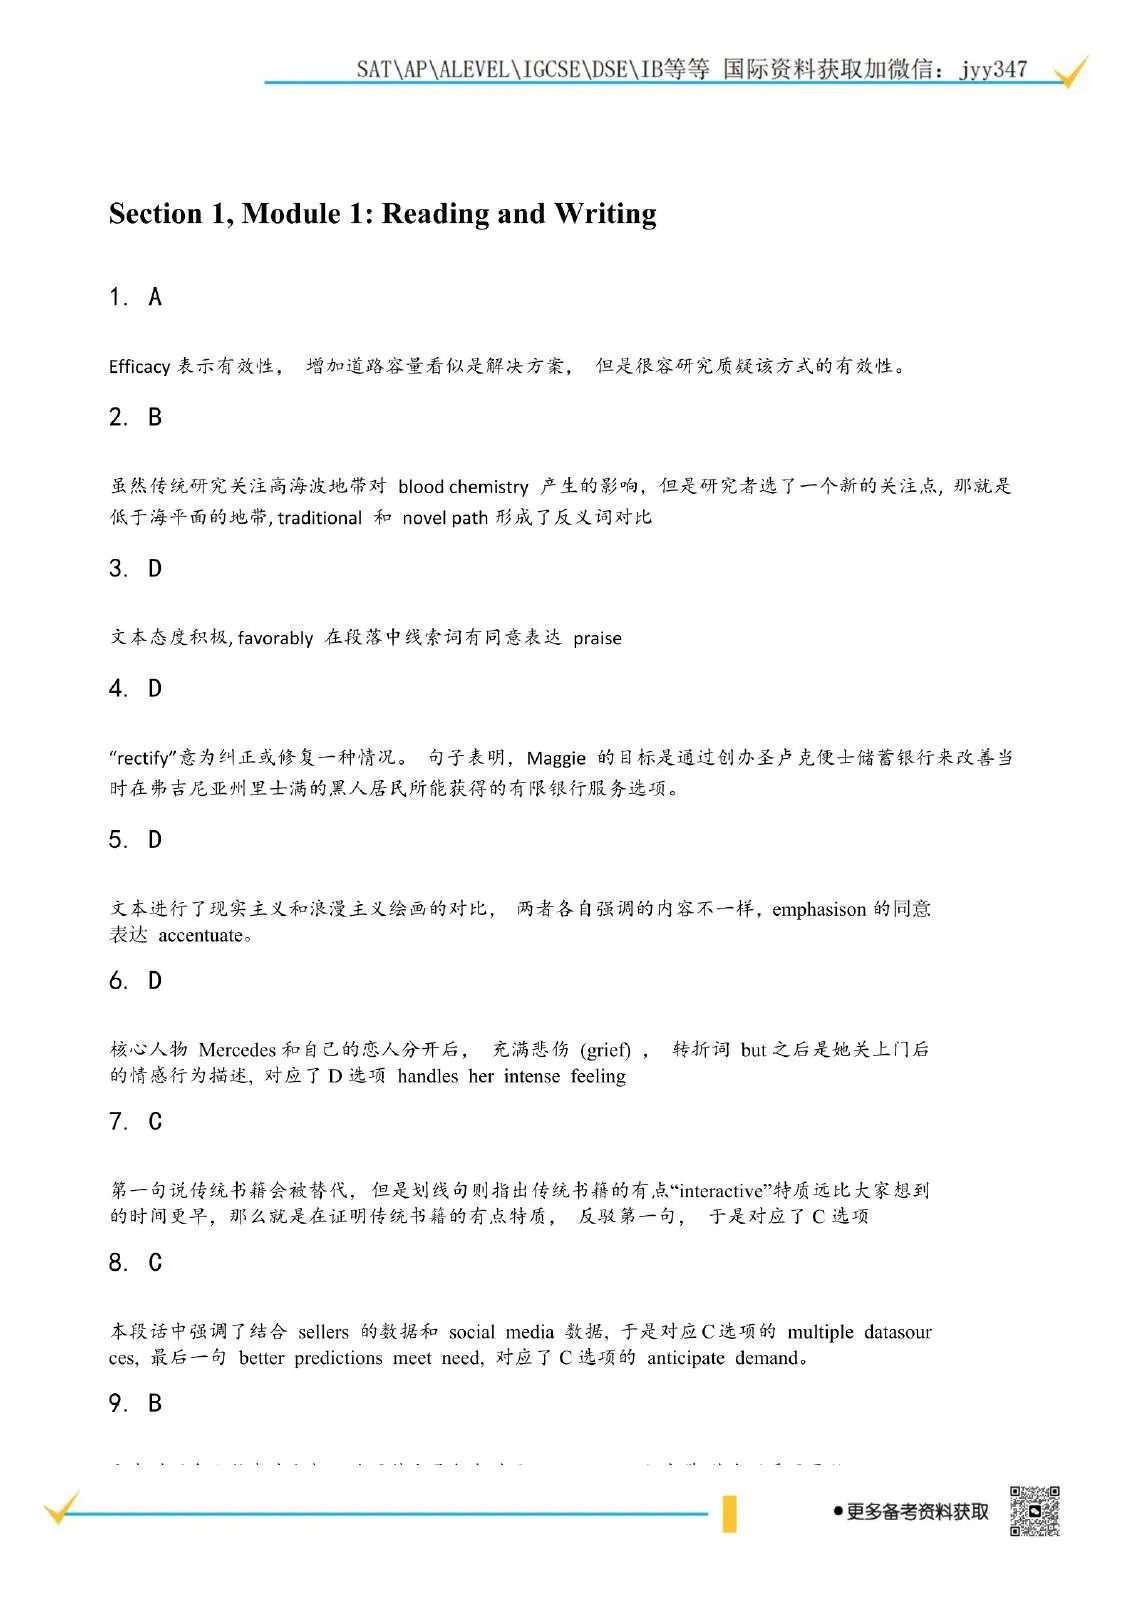 SAT\AP\ALEVEL\IGCSE\DSE\IB等等 国际资料获取加微信：jyy347
Section 1, Module 1: Reading and Writing
1. A
Efficacy 表示有效性， 增加道路容量看似是解决方案， 但是很容研究质疑该方式的有效性。
2. B
虽然传统研究关注高海波地带对 blood chemistry 产生的影响，但是研究者选了一个新的关注点, 那就是
低于海平面的地带, traditional 和 novel path 形成了反义词对比
3. D
文本态度积极, favorably 在段落中线索词有同意表达 praise
4. D
“rectify”意为纠正或修复一种情况。 句子表明，Maggie 的目标是通过创办圣卢克便士储蓄银行来改善当
时在弗吉尼亚州里士满的黑人居民所能获得的有限银行服务选项。
5. D
文本进行了现实主义和浪漫主义绘画的对比， 两者各自强调的内容不一样，emphasison 的同意
表达 accentuate。
6. D
核心人物 Mercedes 和自己的恋人分开后， 充满悲伤 (grief) ， 转折词 but 之后是她关上门后
的情感行为描述, 对应了 D 选项 handles her intense feeling
7. C
第一句说传统书籍会被替代，但是划线句则指出传统书籍的有点“interactive”特质远比大家想到
的时间更早，那么就是在证明传统书籍的有点特质， 反驳第一句， 于是对应了 C 选项
8. C
本段话中强调了结合 sellers 的数据和 social media 数据, 于是对应 C 选项的 multiple datasour
ces, 最后一句 better predictions meet need, 对应了 C 选项的 anticipate demand。
9. B
●更多备考资料获取